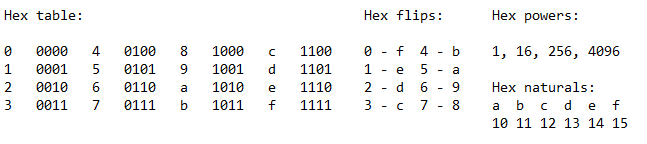 Hex table: Hex flips: Hex powers:
0 0000 4 0100 8 1000 c 1100 0 - f 4 - b 1, 16, 256, 4096
1 0001 5 0101 9 1001 d 1101 1 - e 5 - a
2 0010 6 0110 a 1010 e 1110 2 - d 6 - 9 Hex naturals:
3 0011 7 0111 b 1011 f 1111 3 - c 7 - 8 a b c d e f
10 11 12 13 14 15